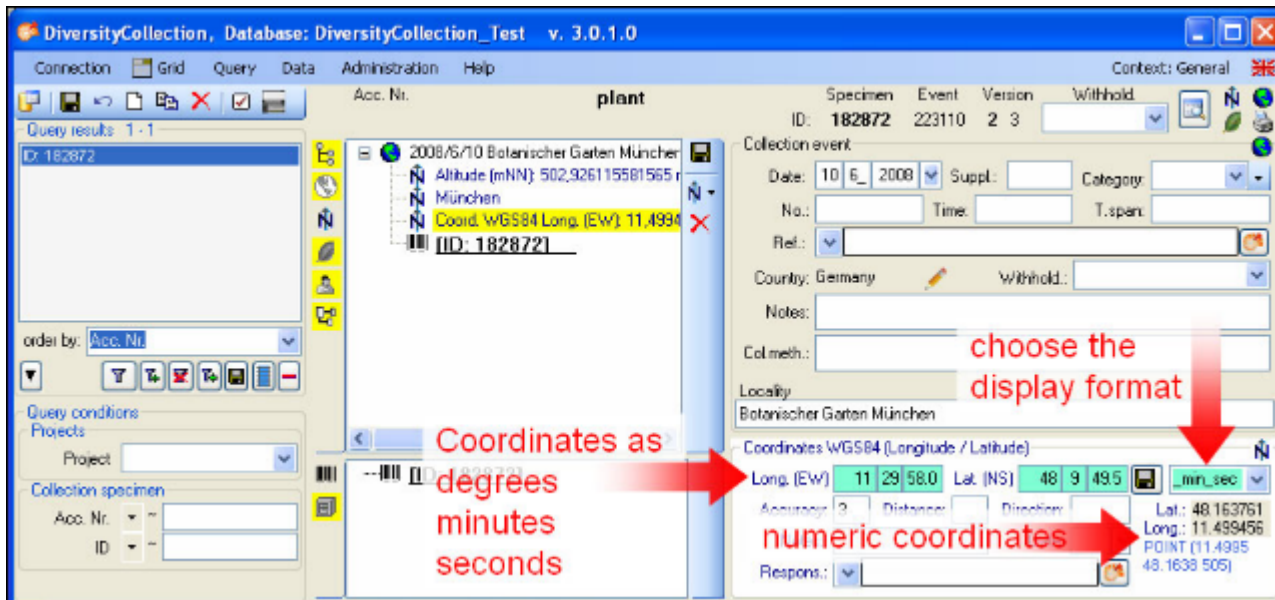 DiversityCollection, Database: DiversityCollection_Test v. 3.0.1.0
Connection Grid Query Data Administration Help Context: General
Query results 1 - 1
ID: 182872
order by: Acc. Nr.
Query conditions
Projects
Project
Collection specimen
Acc. Nr. ~
ID ~
Acc. Nr. plant
Specimen Event Version Withhold.
ID: 182872 223110 2 3
2008/6/10 Botanischer Garten München
Altitude (mNN): 502,926115581565 r
München
Coord. WGS84 Long. (EW): 11,4994
[ID: 182872]
Collection event
Date: 10 6_ 2008 Suppl.: Category:
No.: Time: T.span:
Ref.:
Country: Germany Withhold.:
Notes:
Col.meth.:
Locality
Botanischer Garten München
choose the
display format
Coordinates as
degrees
minutes
seconds
Coordinates WGS84 (Longitude / Latitude)
Long. (EW) 11 29 58.0 Lat. (NS) 48 9 49.5 _min_sec
Accuracy: 3 Distance: Direction:
Lat.: 48.163761
Long.: 11.499456
POINT (11.4995
48.1638 505)
numeric coordinates
Respons.: